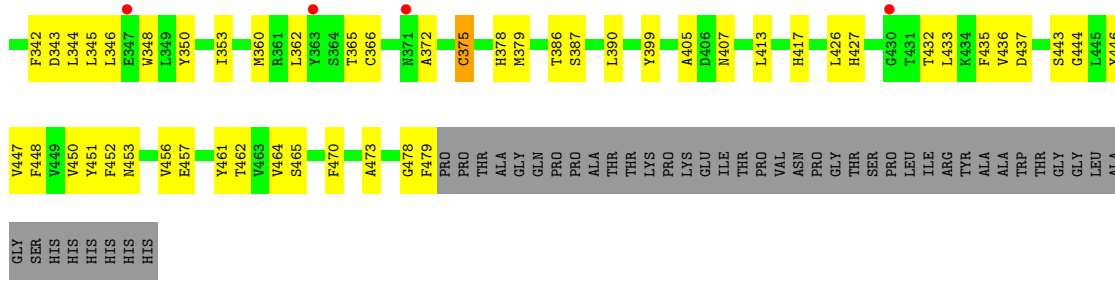 F342 D343 L344 L345 L346 E347 W348 L349 Y350 I353 M360 R361 L362 Y363 S364 T365 C366 N371 A372 C375 H378 M379 T386 S387 L390 Y399 A405 D406 N407 L413 H417 L426 H427 G430 T431 T432 L433 K434 F435 V436 D437 S443 G444 L445 Y446
V447 F448 V449 V450 Y451 F452 N453 V456 E457 Y461 T462 V463 V464 S465 F470 A473 G478 F479 PRO PRO THR ALA GLY GLN PRO PRO ALA THR THR LYS PRO LYS GLU ILE THR PRO VAL ASN PRO GLY THR SER PRO LEU ILE ARG TYR ALA ALA TRP THR GLY GLY LEU ALA
GLY SER HIS HIS HIS HIS HIS HIS